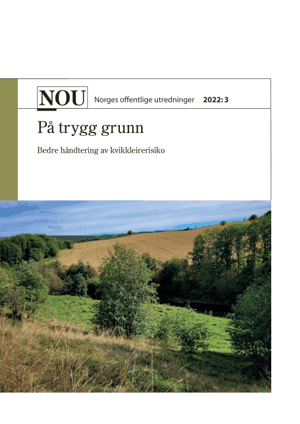 NOU Norges offentlige utredninger 2022: 3
På trygg grunn
Bedre håndtering av kvikkleirerisiko